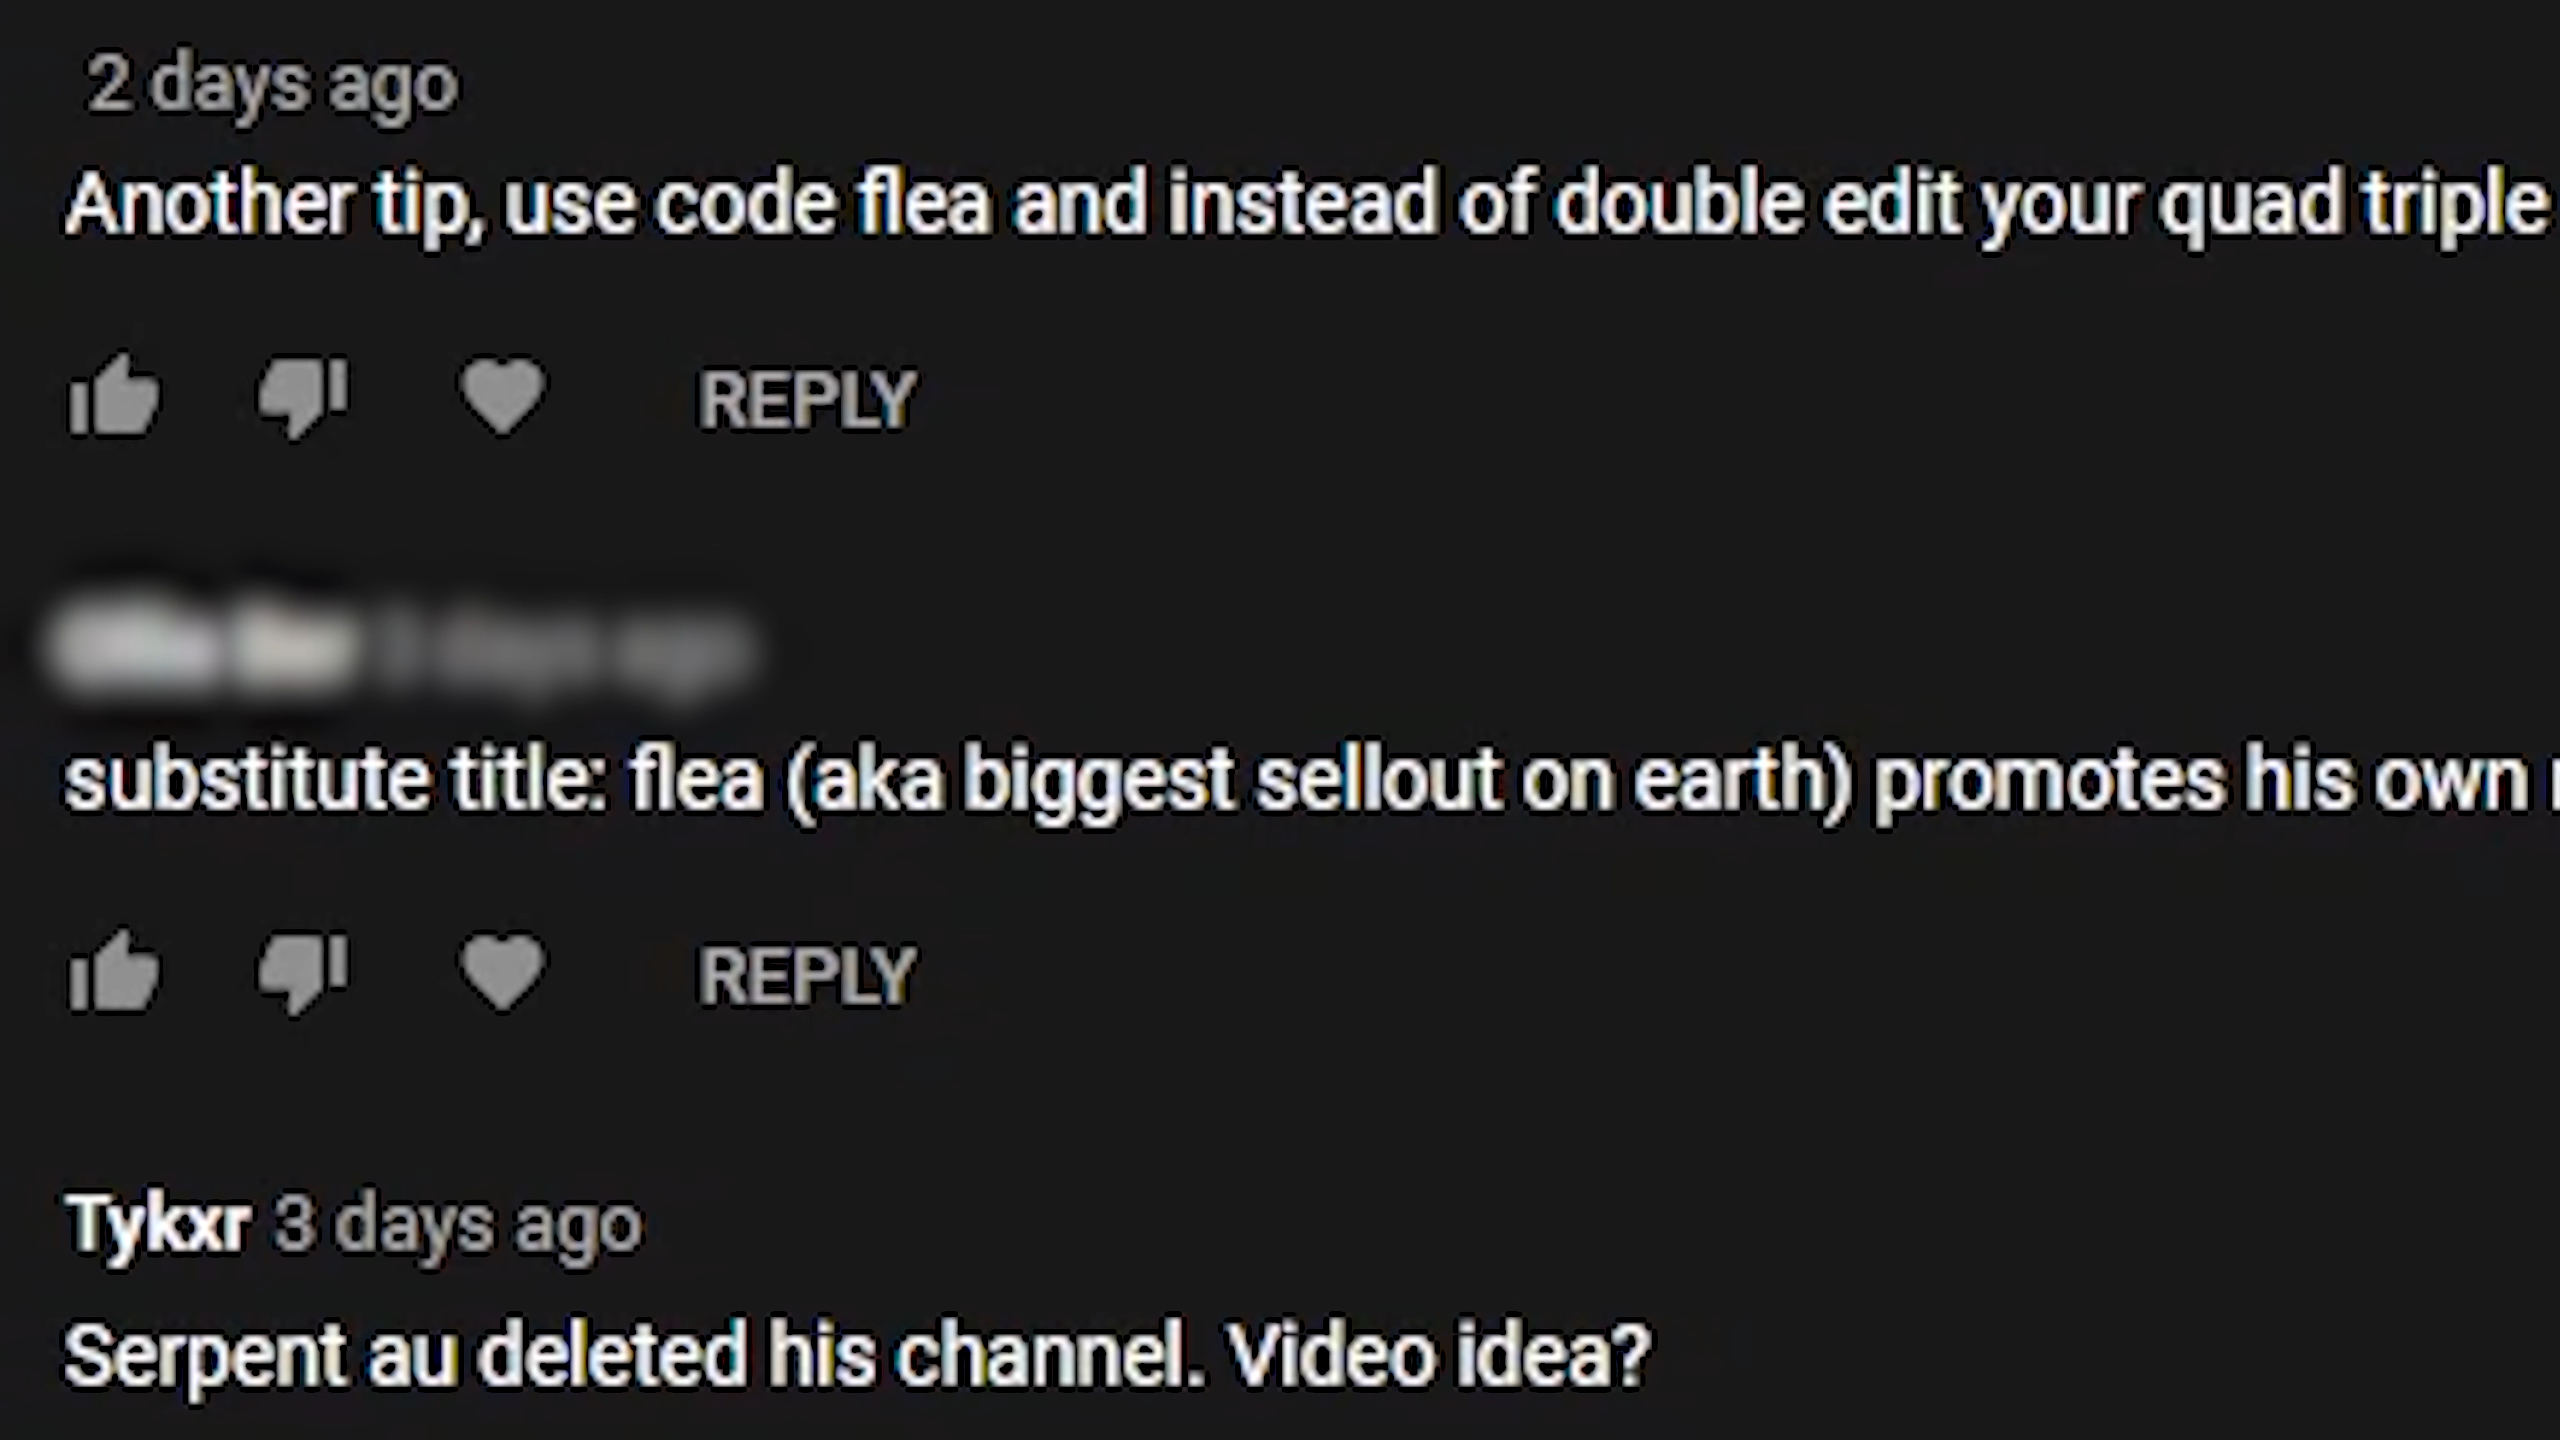 2 days ago
Another tip, use code flea and instead of double edit your quad triple
REPLY
substitute title: flea (aka biggest sellout on earth) promotes his own
REPLY
Tykxr 3 days ago
Serpent au deleted his channel. Video idea?